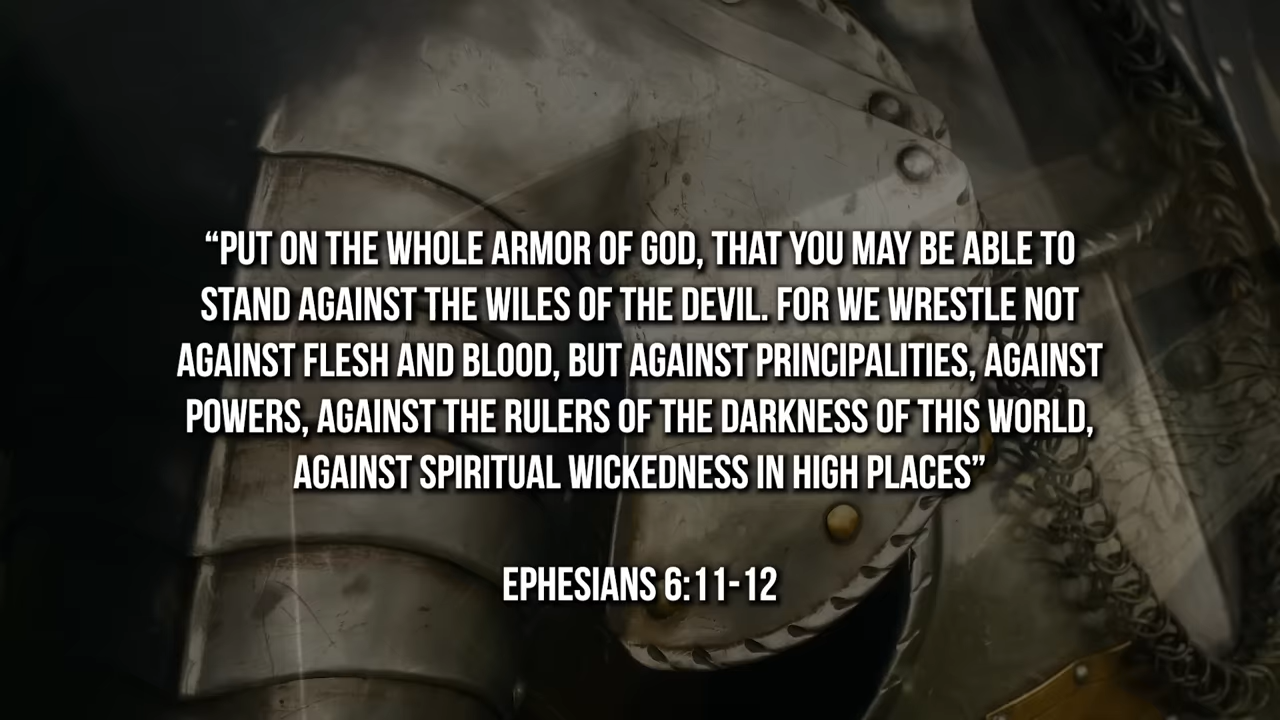 “PUT ON THE WHOLE ARMOR OF GOD, THAT YOU MAY BE ABLE TO
STAND AGAINST THE WILES OF THE DEVIL. FOR WE WRESTLE NOT
AGAINST FLESH AND BLOOD, BUT AGAINST PRINCIPALITIES, AGAINST
POWERS, AGAINST THE RULERS OF THE DARKNESS OF THIS WORLD,
AGAINST SPIRITUAL WICKEDNESS IN HIGH PLACES”
EPHESIANS 6:11-12